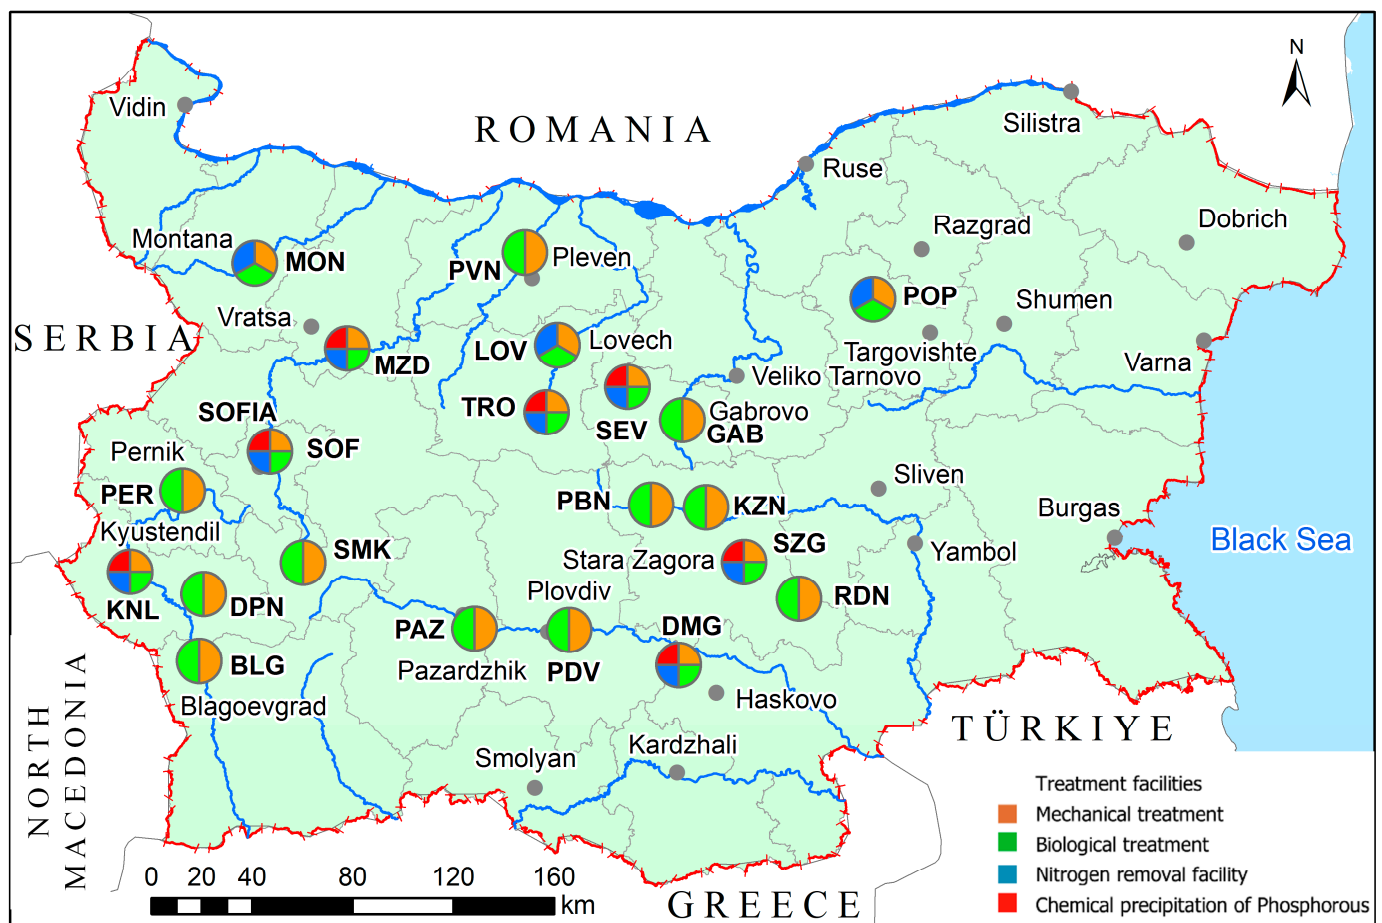 N
Vidin
ROMANIA
Silistra
Ruse
Razgrad
Dobrich
Montana
MON
PVN
Pleven
POP
Shumen
SERBIA
Vratsa
MZD
LOV
Lovech
Targovishte
Varna
Veliko Tarnovo
SOFIA
TRO
SEV
Gabrovo
GAB
SOF
Pernik
PER
PBN
KZN
Sliven
Burgas
Kyustendil
SMK
SZG
Stara Zagora
Yambol
Black Sea
KNL
DPN
Plovdiv
RDN
PAZ
DMG
BLG
Pazardzhik
PDV
Blagoevgrad
Haskovo
NORTH
MACEDONIA
TÜRKIYE
Smolyan
Kardzhali
Treatment facilities
Mechanical treatment
Biological treatment
Nitrogen removal facility
Chemical precipitation of Phosphorous
0 40 80 120 160
km
GREECE